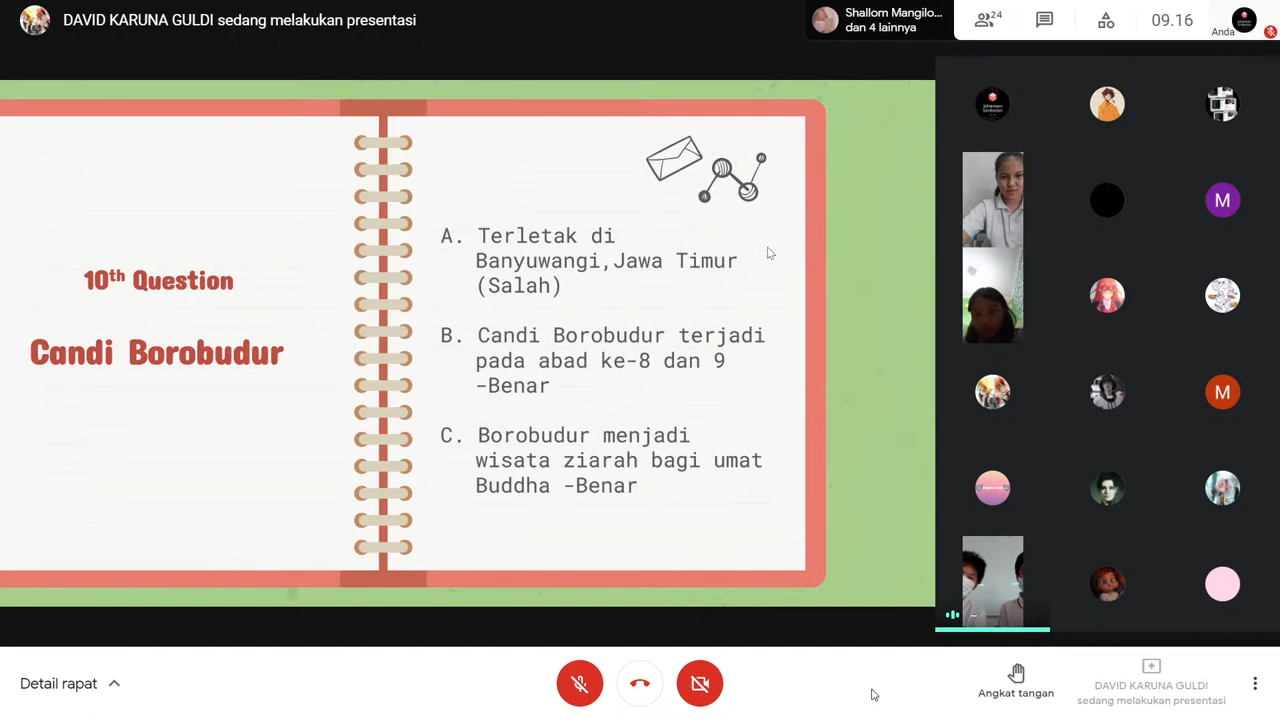 DAVID KARUNA GULDI sedang melakukan presentasi
Shallom Mangilo...
dan 4 lainnya
24
09.16
Anda
10th Question
Candi Borobudur
A. Terletak di
Banyuwangi,Jawa Timur
(Salah)
B. Candi Borobudur terjadi
pada abad ke-8 dan 9
-Benar
C. Borobudur menjadi
wisata ziarah bagi umat
Buddha -Benar
M
M
Detail rapat
Angkat tangan
DAVID KARUNA GULDI
sedang melakukan presentasi